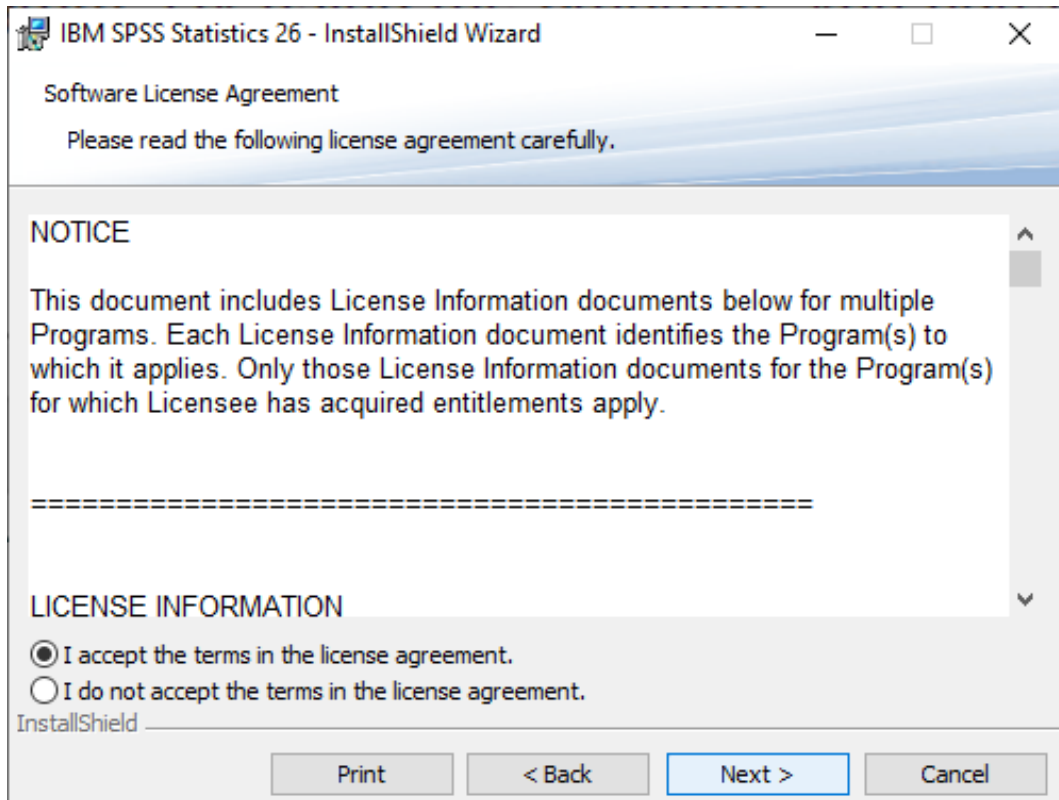 IBM SPSS Statistics 26 - InstallShield Wizard
Software License Agreement
Please read the following license agreement carefully.
NOTICE
This document includes License Information documents below for multiple
Programs. Each License Information document identifies the Program(s) to
which it applies. Only those License Information documents for the Program(s)
for which Licensee has acquired entitlements apply.
==============================================
LICENSE INFORMATION
I accept the terms in the license agreement.
I do not accept the terms in the license agreement.
InstallShield
Print < Back Next > Cancel